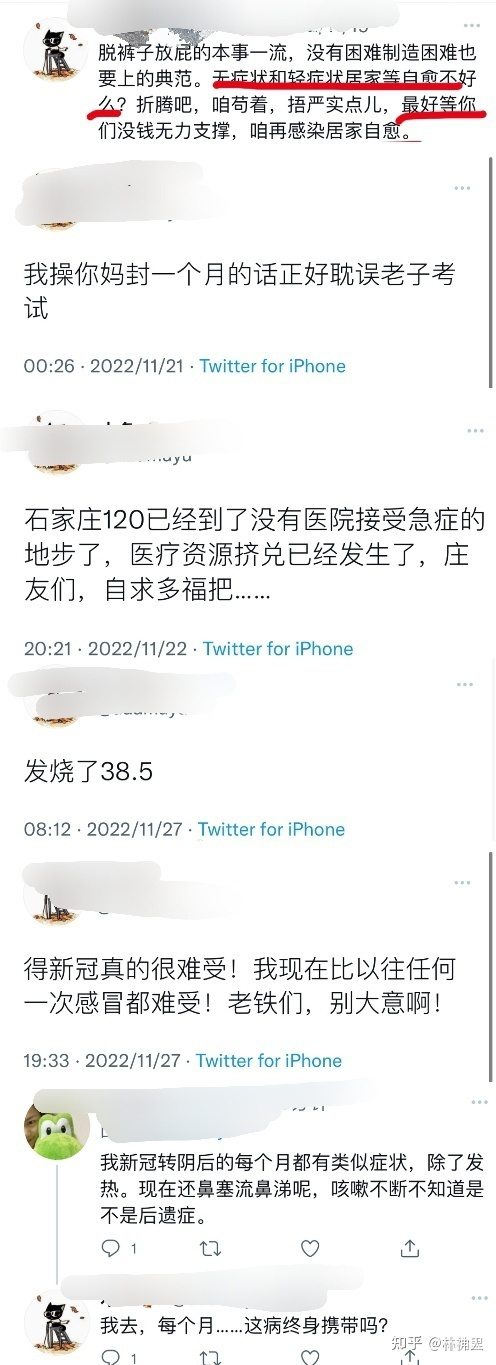 脱裤子放屁的本事一流，没有困难制造困难也
要上的典范。无症状和轻症状居家等自愈不好
么？折腾吧，咱苟着，捂严实点儿，最好等你
们没钱无力支撑，咱再感染居家自愈。
我操你妈封一个月的话正好耽误老子考
试
00:26 · 2022/11/21 · Twitter for iPhone
石家庄120已经到了没有医院接受急症的
地步了，医疗资源挤兑已经发生了，庄
友们，自求多福把……
20:21 · 2022/11/22 · Twitter for iPhone
发烧了38.5
08:12 · 2022/11/27 · Twitter for iPhone
得新冠真的很难受！我现在比以往任何
一次感冒都难受！老铁们，别大意啊！
19:33 · 2022/11/27 · Twitter for iPhone
我新冠转阴后的每个月都有类似症状，除了发
热。现在还鼻塞流鼻涕呢，咳嗽不断不知道是
不是后遗症。
1
我去，每个月……这病终身携带吗？
1
知乎 @林神男